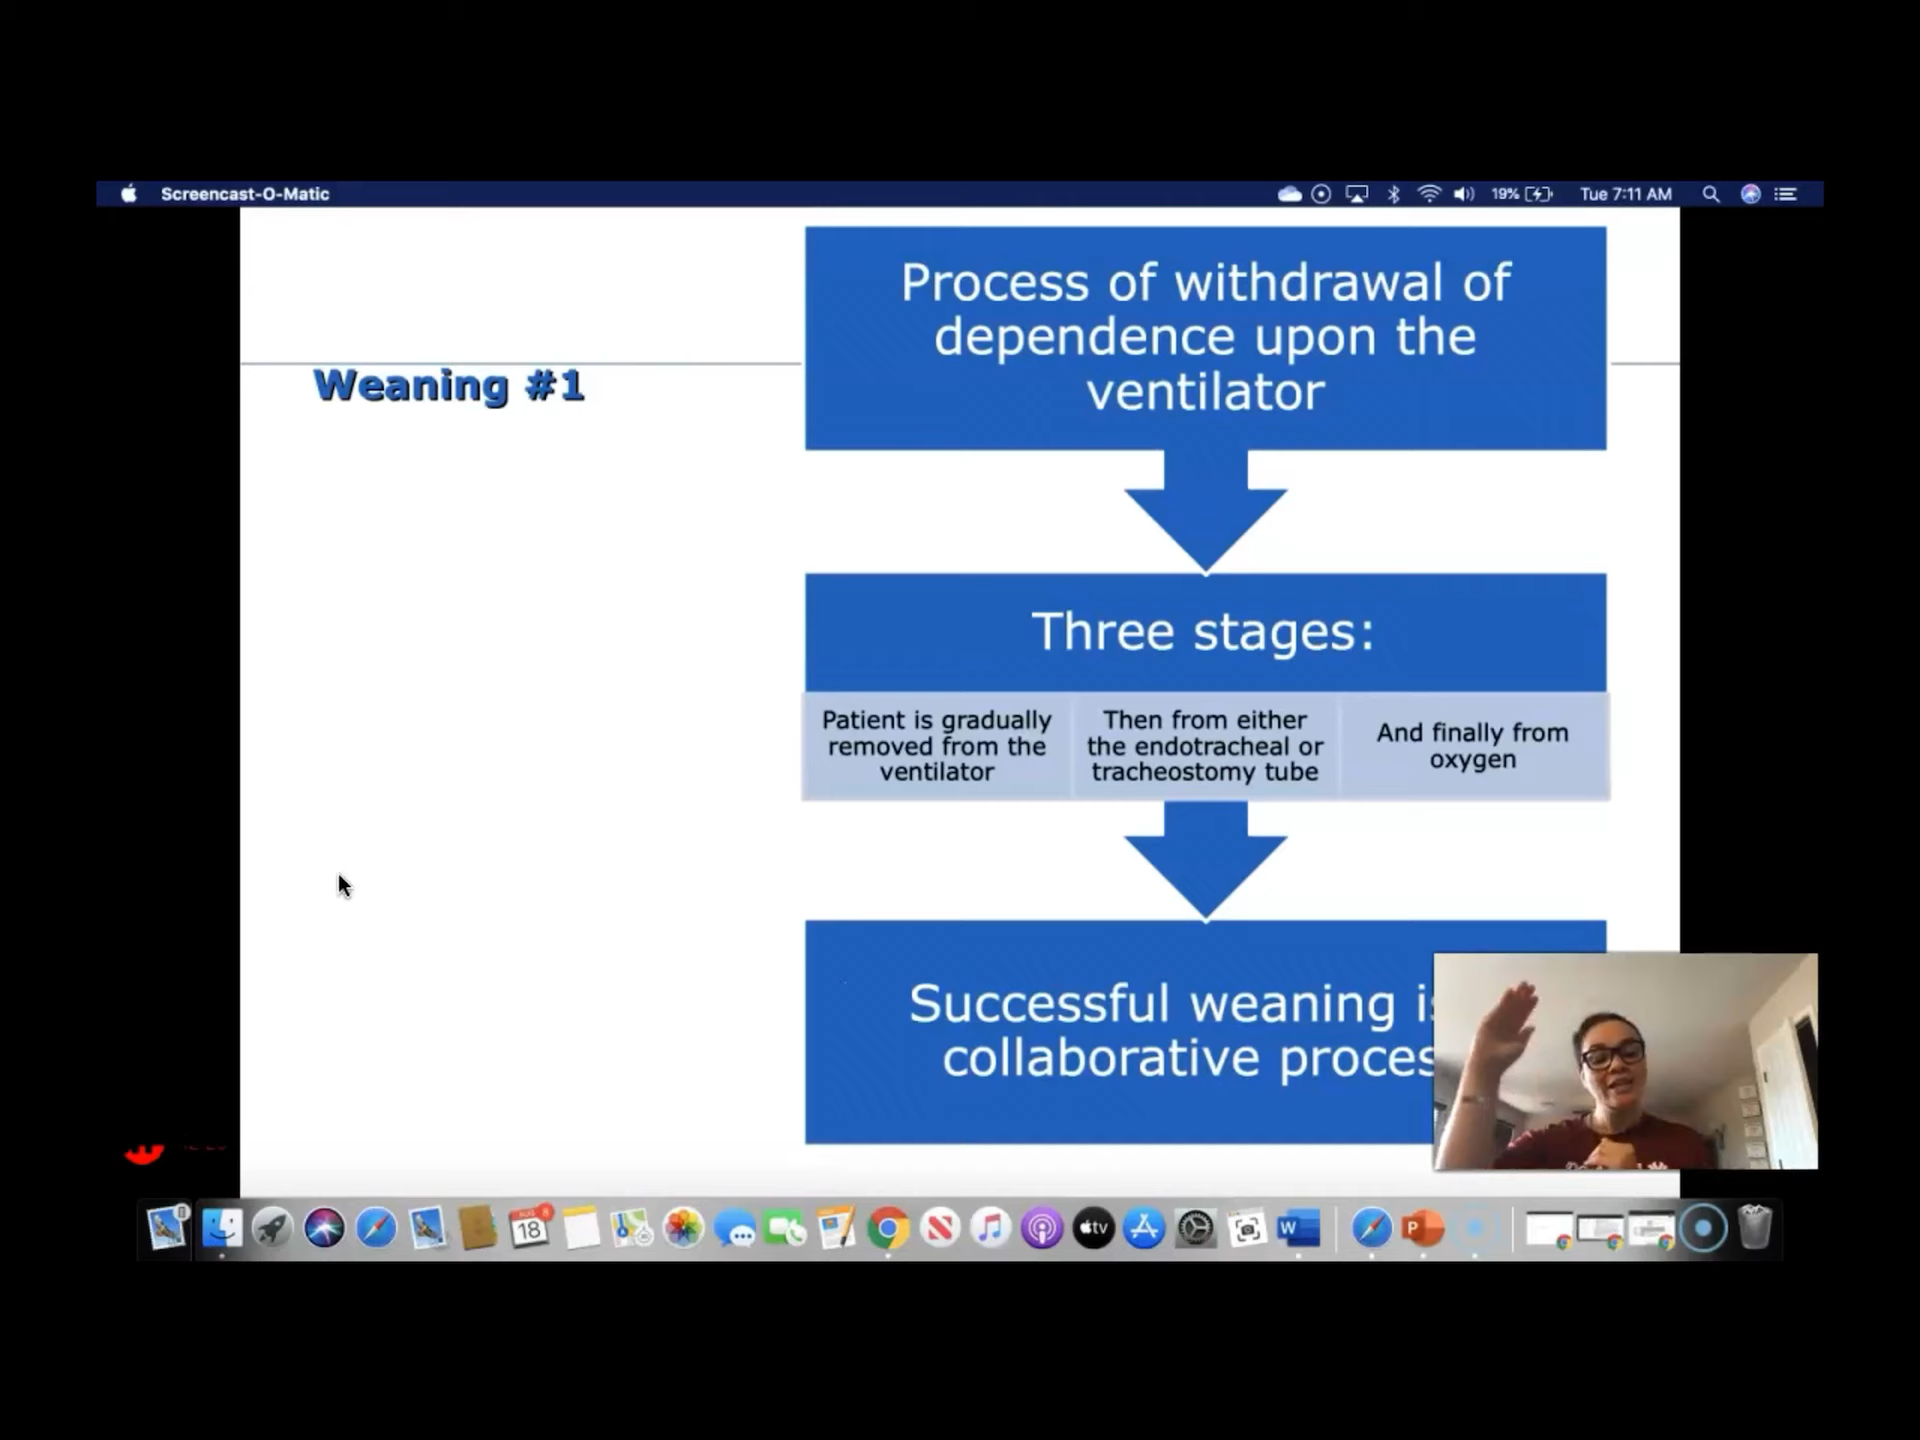 Screencast-O-Matic
19%
Tue 7:11 AM
Weaning #1
Process of withdrawal of
dependence upon the
ventilator
Three stages:
Patient is gradually
removed from the
ventilator
Then from either
the endotracheal or
tracheostomy tube
And finally from
oxygen
Successful weaning
collaborative
AUG
18
tv
W
P